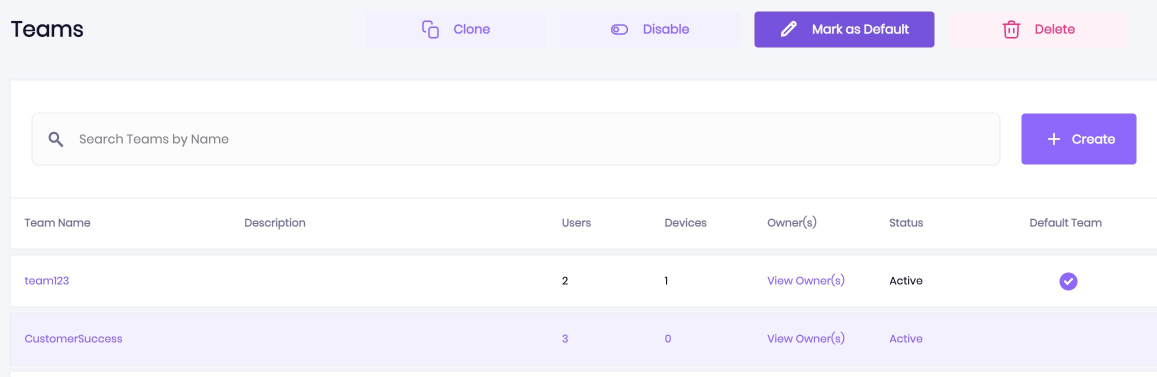 Teams Clone Disable Mark as Default Delete
Search Teams by Name Create
Team Name Description Users Devices Owner(s) Status Default Team
team123 2 1 View Owner(s) Active
CustomerSuccess 3 0 View Owner(s) Active